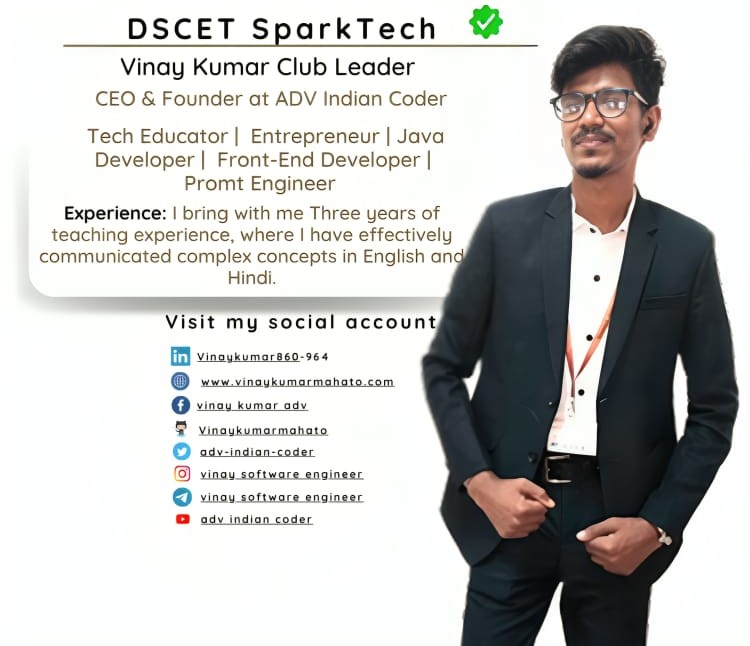 DSCET SparkTech
Vinay Kumar Club Leader
CEO & Founder at ADV Indian Coder
Tech Educator | Entrepreneur | Java
Developer | Front-End Developer |
Promt Engineer
Experience: I bring with me Three years of
teaching experience, where I have effectively
communicated complex concepts in English and
Hindi.
Visit my social account
in Vinaykumar860-964
www.vinaykumarmahato.com
vinay kumar adv
Vinaykumarmahato
adv-indian-coder
vinay software engineer
vinay software engineer
adv indian coder